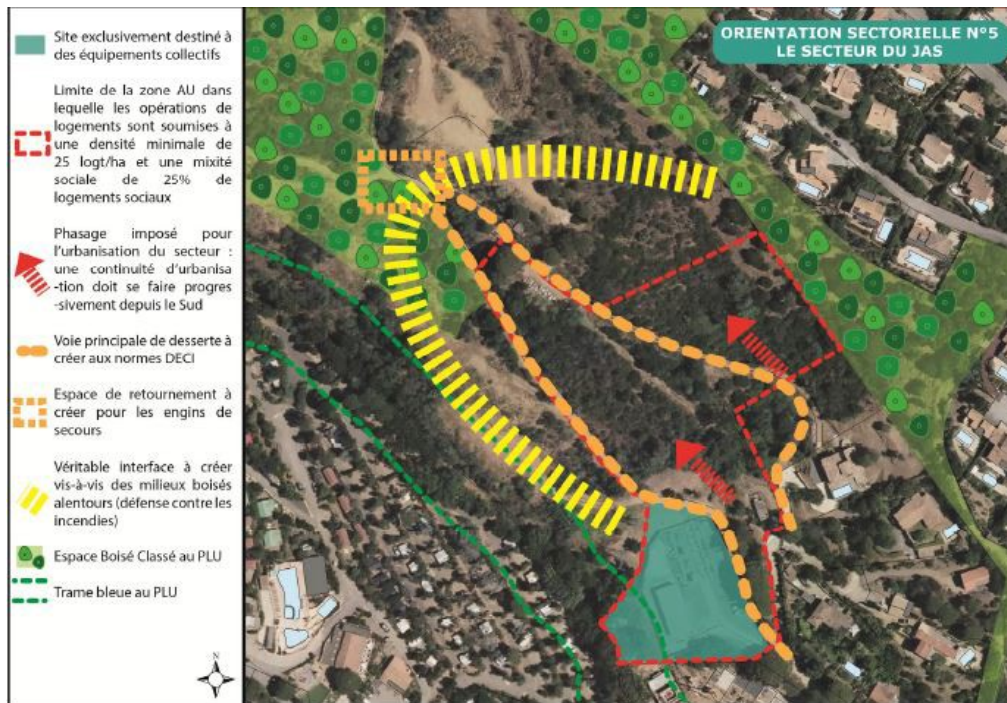 ORIENTATION SECTORIELLE N°5
LE SECTEUR DU JAS
Site exclusivement destiné à
des équipements collectifs
Limite de la zone AU dans
lequelle les opérations de
logements sont soumises à
une densité minimale de
25 logt/ha et une mixité
sociale de 25% de
logements sociaux
Phasage imposé pour
l'urbanisation du secteur :
une continuité d'urbanisa
-tion doit se faire progres
-sivement depuis le Sud
Voie principale de desserte à
créer aux normes DECI
Espace de retournement à
créer pour les engins de
secours
Véritable interface à créer
vis-à-vis des milieux boisés
alentours (défense contre les
incendies)
Espace Boisé Classé au PLU
Trame bleue au PLU
N